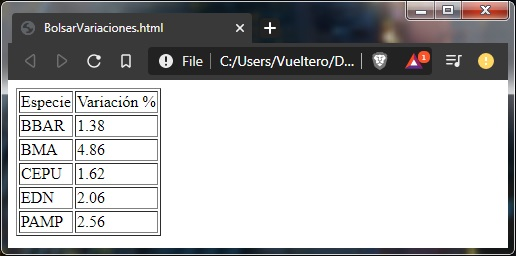 BolsarVariaciones.html
File C:/Users/Vueltero/D... 1
Especie Variación %
BBAR 1.38
BMA 4.86
CEPU 1.62
EDN 2.06
PAMP 2.56